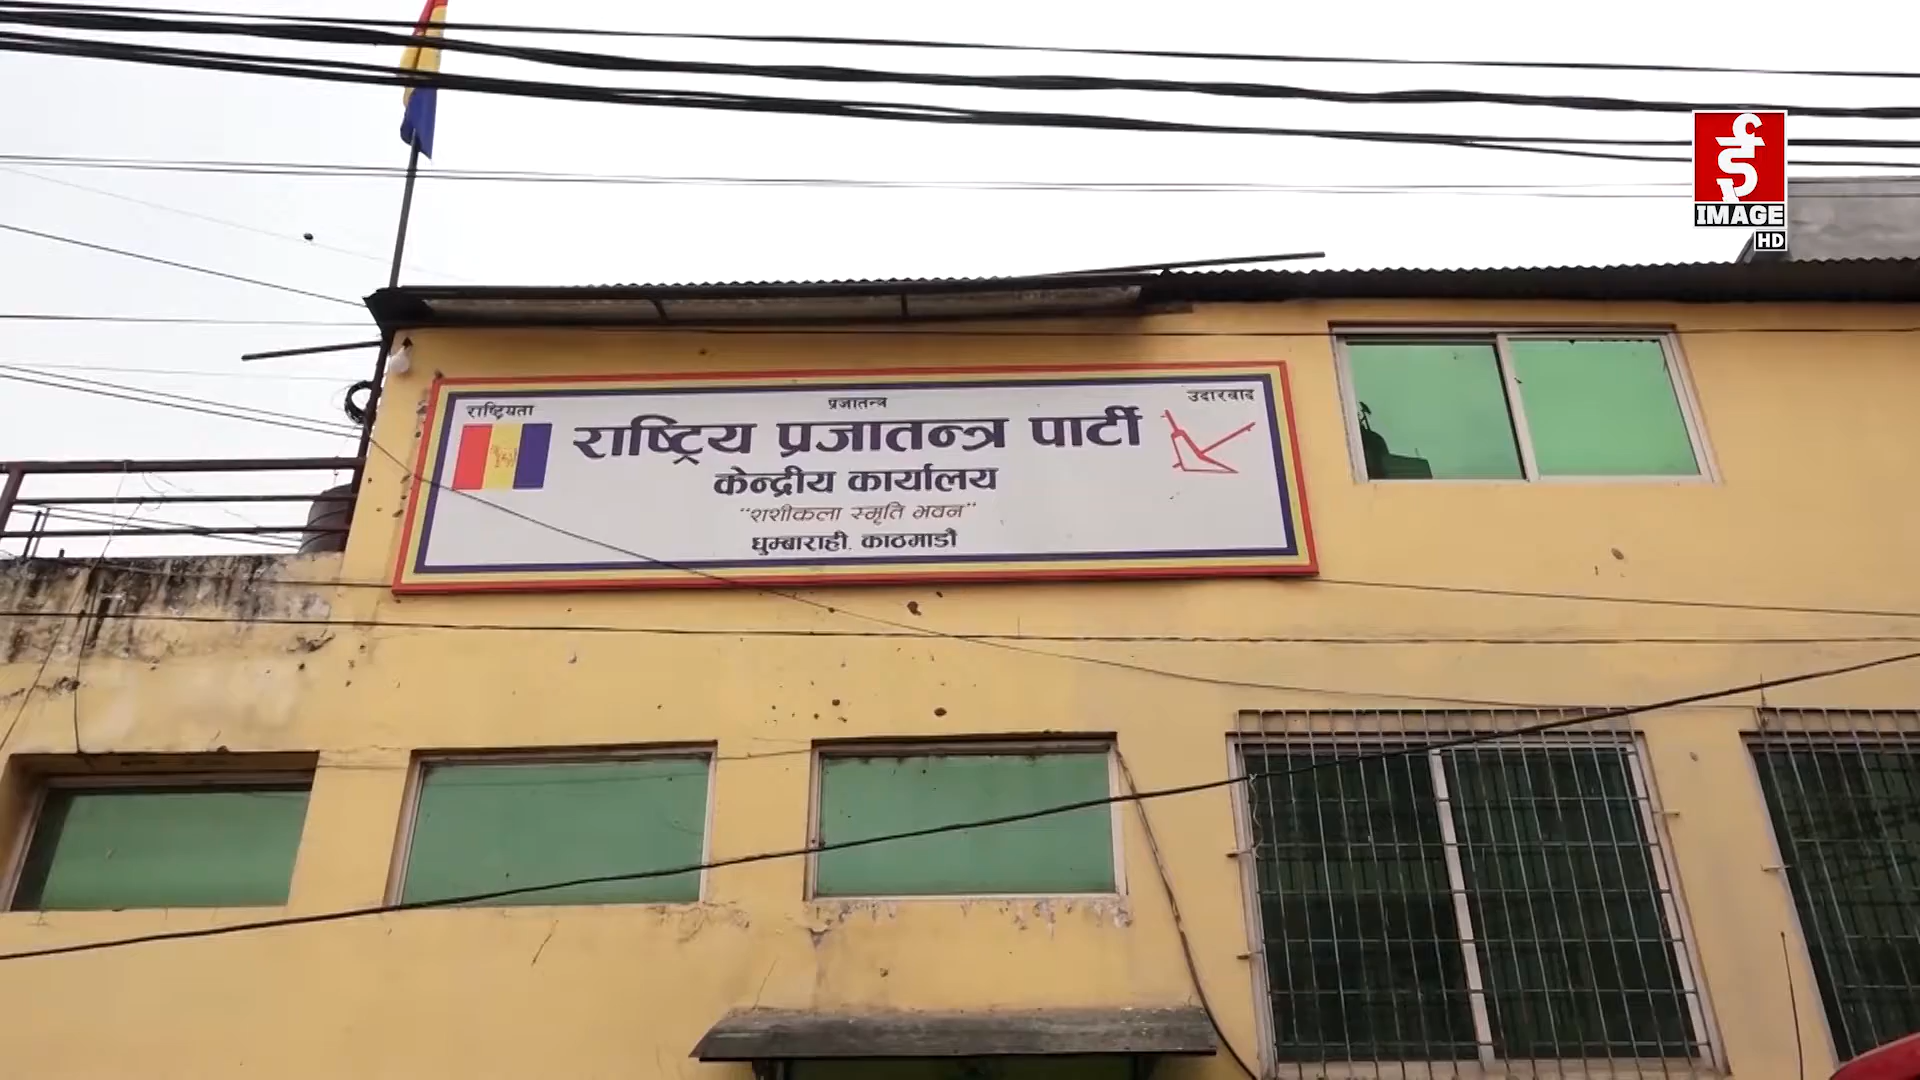 राष्ट्रियता प्रजातन्त्र उदारवाद
राष्ट्रिय प्रजातन्त्र पार्टी
केन्द्रीय कार्यालय
"शशीकला स्मृति भवन"
धुम्बाराही, काठमाडौं
IMAGE
HD